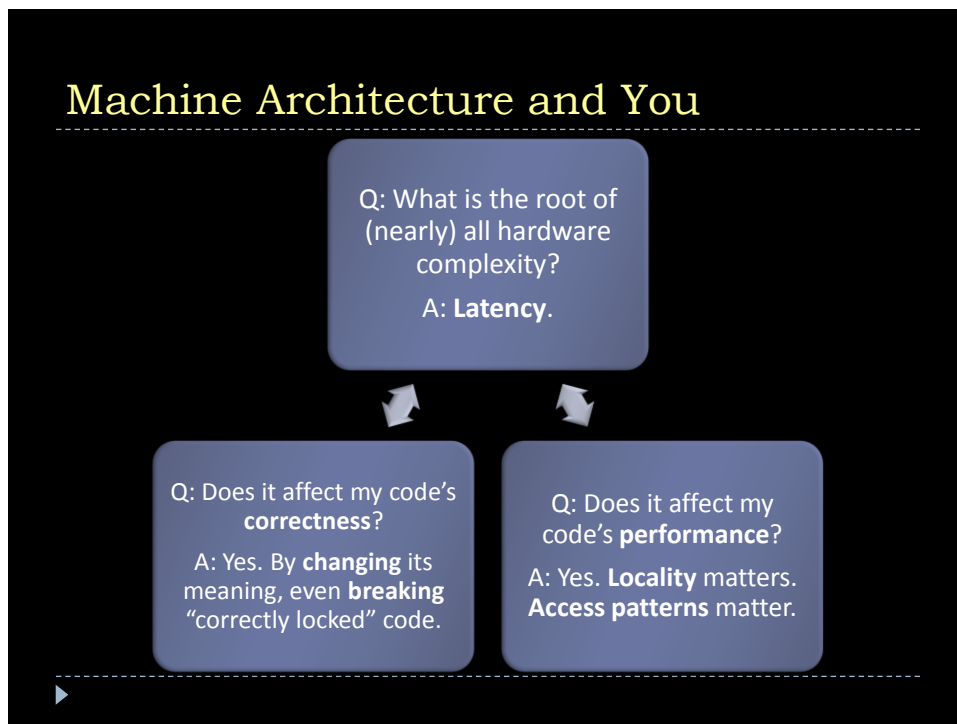 Machine Architecture and You
Q: What is the root of
(nearly) all hardware
complexity?
A: Latency.
Q: Does it affect my code’s
correctness?
A: Yes. By changing its
meaning, even breaking
“correctly locked” code.
Q: Does it affect my
code’s performance?
A: Yes. Locality matters.
Access patterns matter.